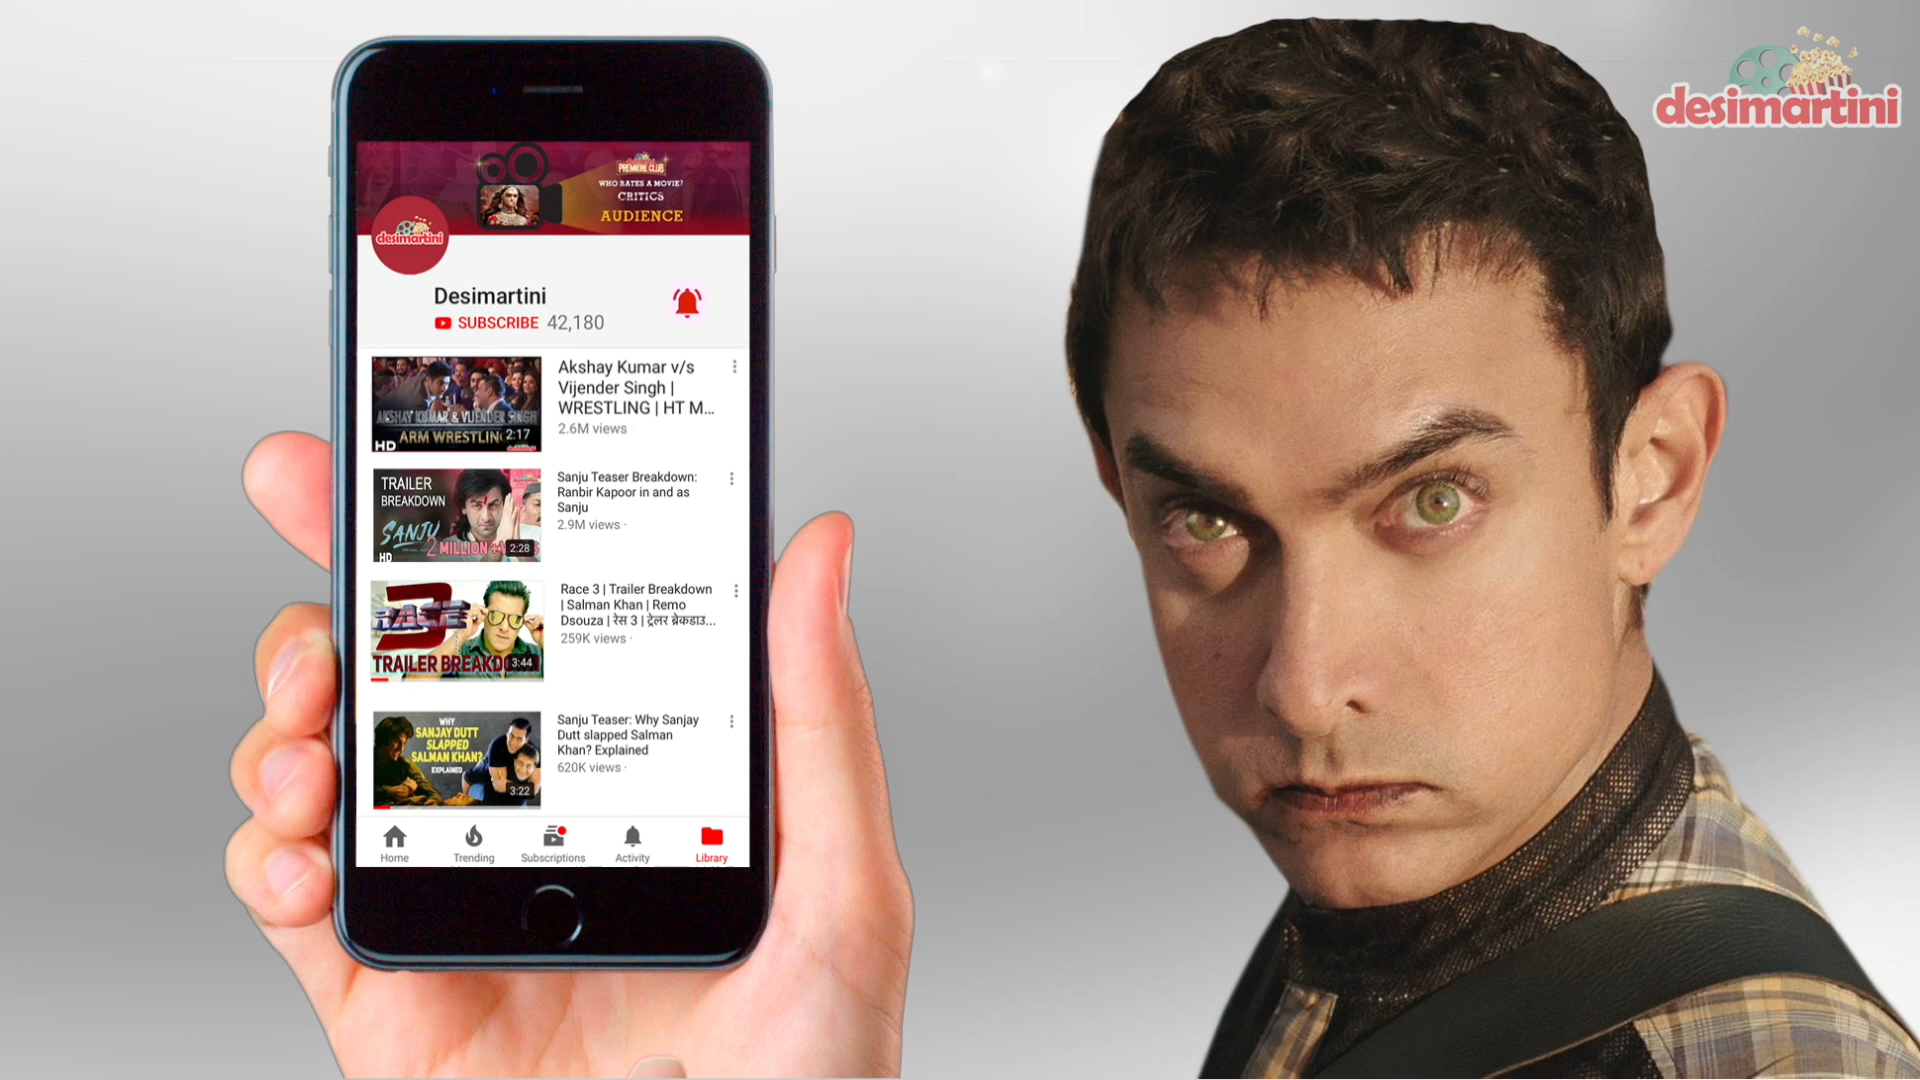 desimartini
PREMIERE CLUB
WHO RATES A MOVIE?
CRITICS
AUDIENCE
desimartini
Desimartini
SUBSCRIBE 42,180
AKSHAY KUMAR & VIJENDER SINGH
ARM WRESTLIN
2:17
HD
Akshay Kumar v/s
Vijender Singh |
WRESTLING | HT M...
2.6M views
TRAILER
BREAKDOWN
SANJU
2 MILLION+
2:28
HD
Sanju Teaser Breakdown:
Ranbir Kapoor in and as
Sanju
2.9M views ·
RACE 3
TRAILER BREAKDO
3:44
Race 3 | Trailer Breakdown
| Salman Khan | Remo
Dsouza | रेस 3 | ट्रेलर ब्रेकडाउ...
259K views ·
WHY
SANJAY DUTT
SLAPPED
SALMAN KHAN?
EXPLAINED
3:22
Sanju Teaser: Why Sanjay
Dutt slapped Salman
Khan? Explained
620K views ·
Home Trending Subscriptions Activity Library